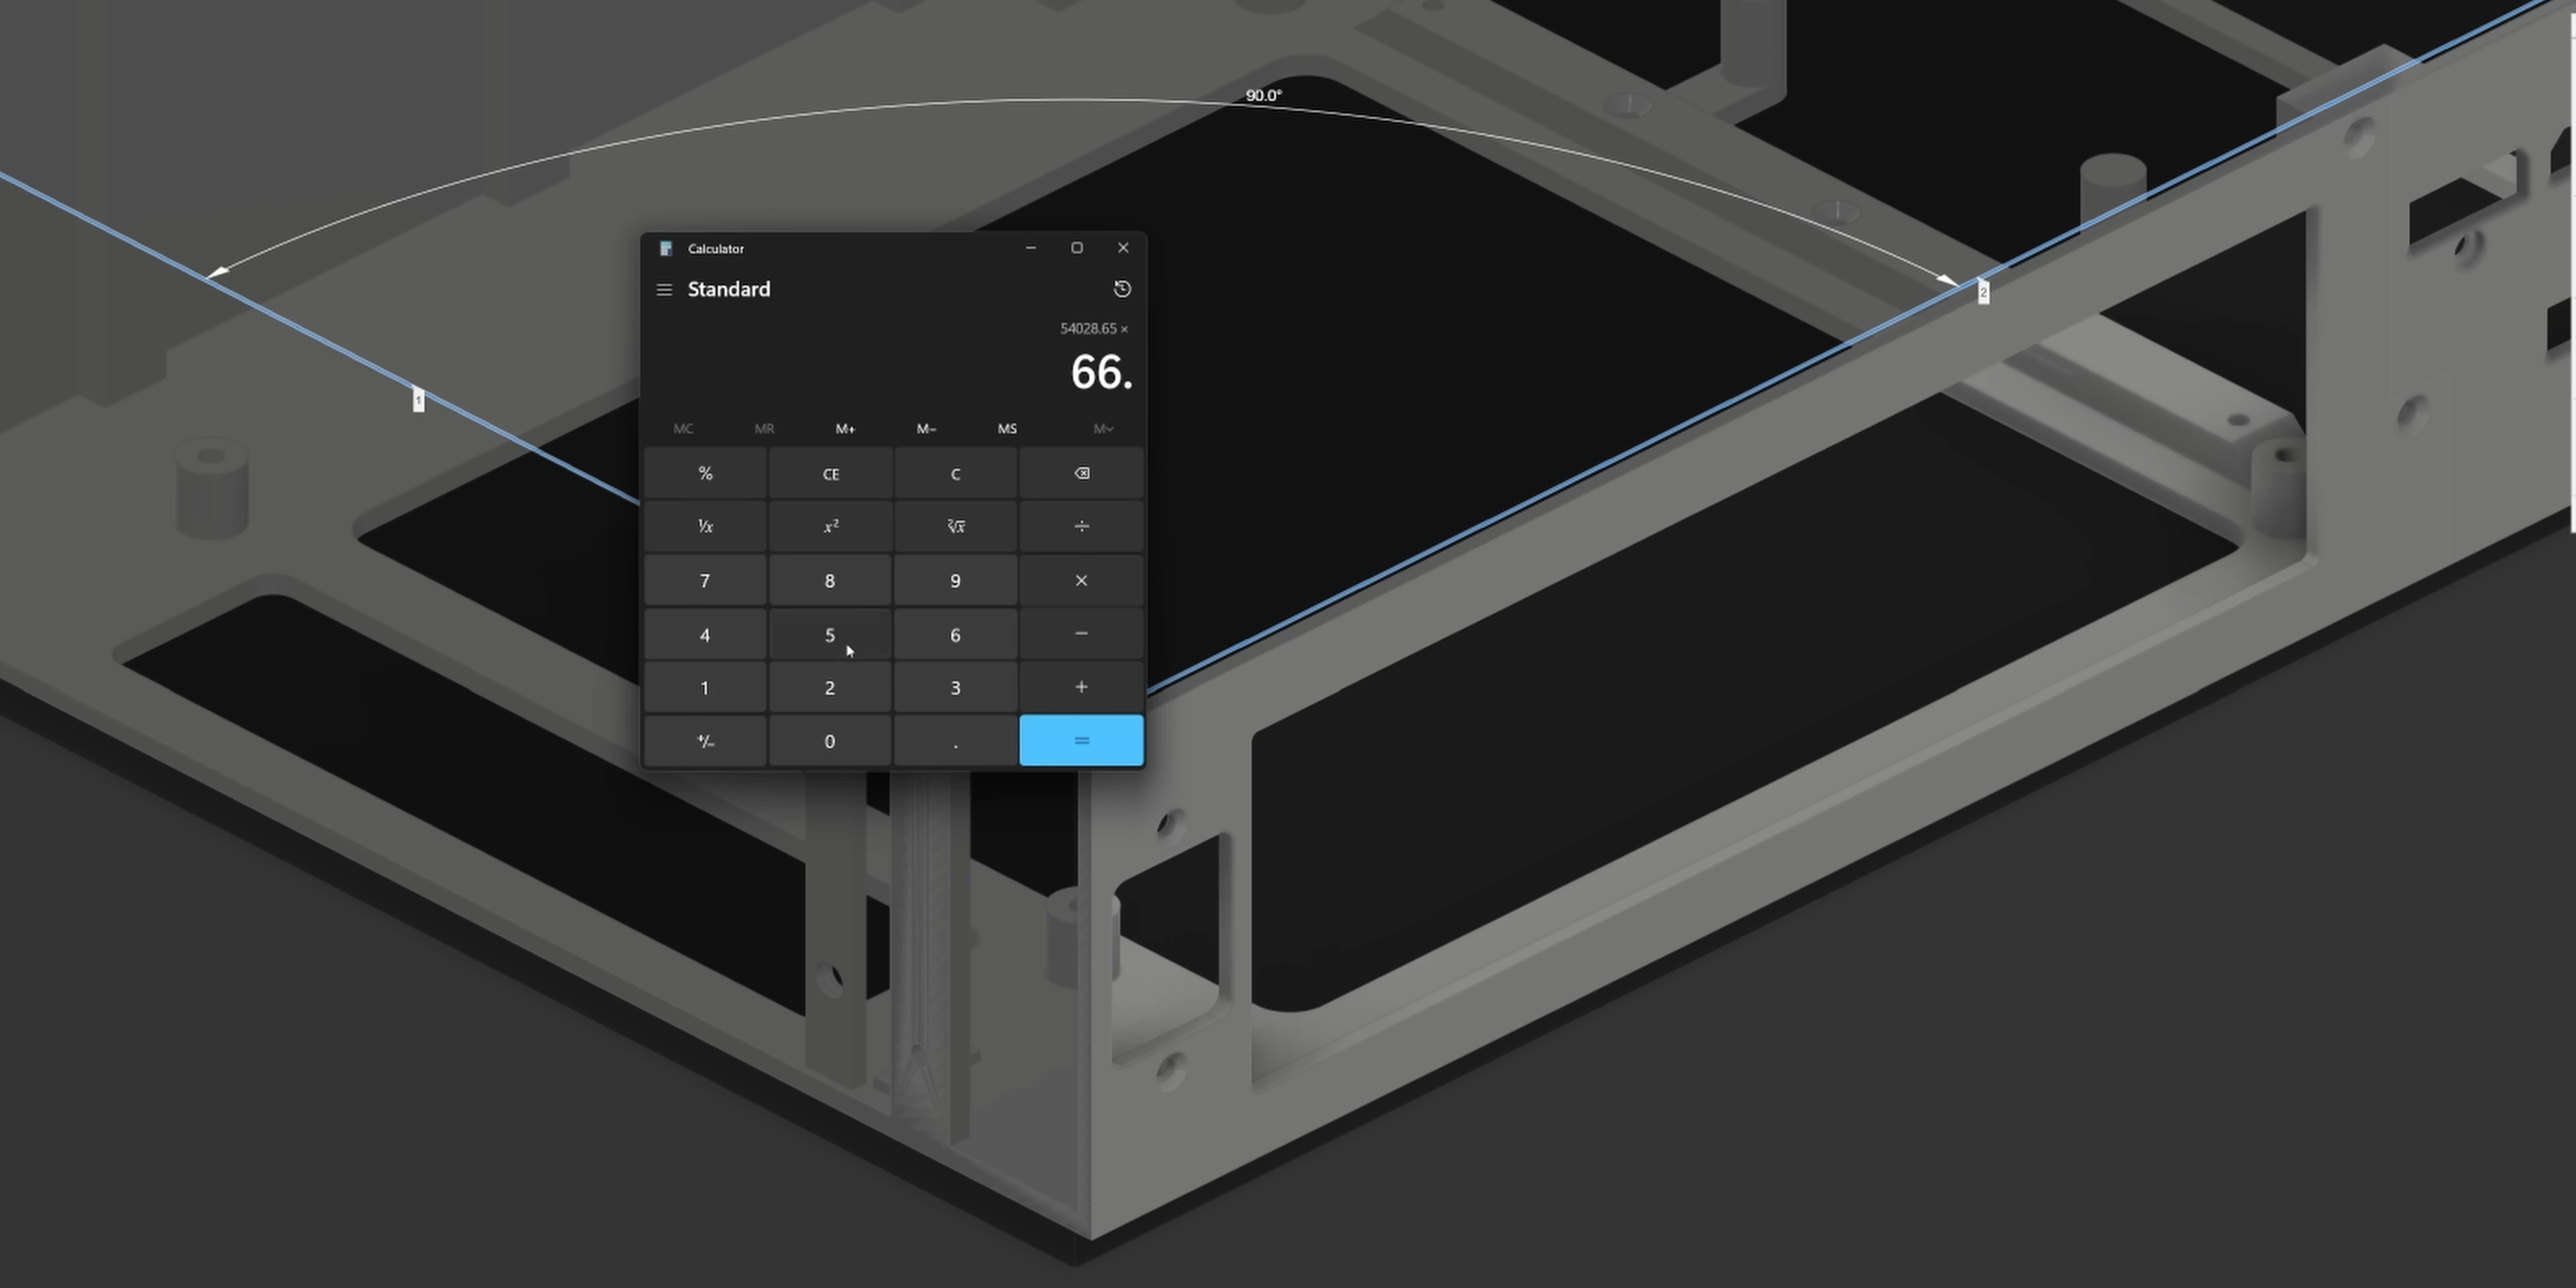 90.0°
Calculator
Standard
54028.65 ×
66.
MC MR M+ M− MS M˅
% CE C
¹/x x² ²√x ÷
7 8 9 ×
4 5 6 −
1 2 3 +
⁺/₋ 0 . =
1
2